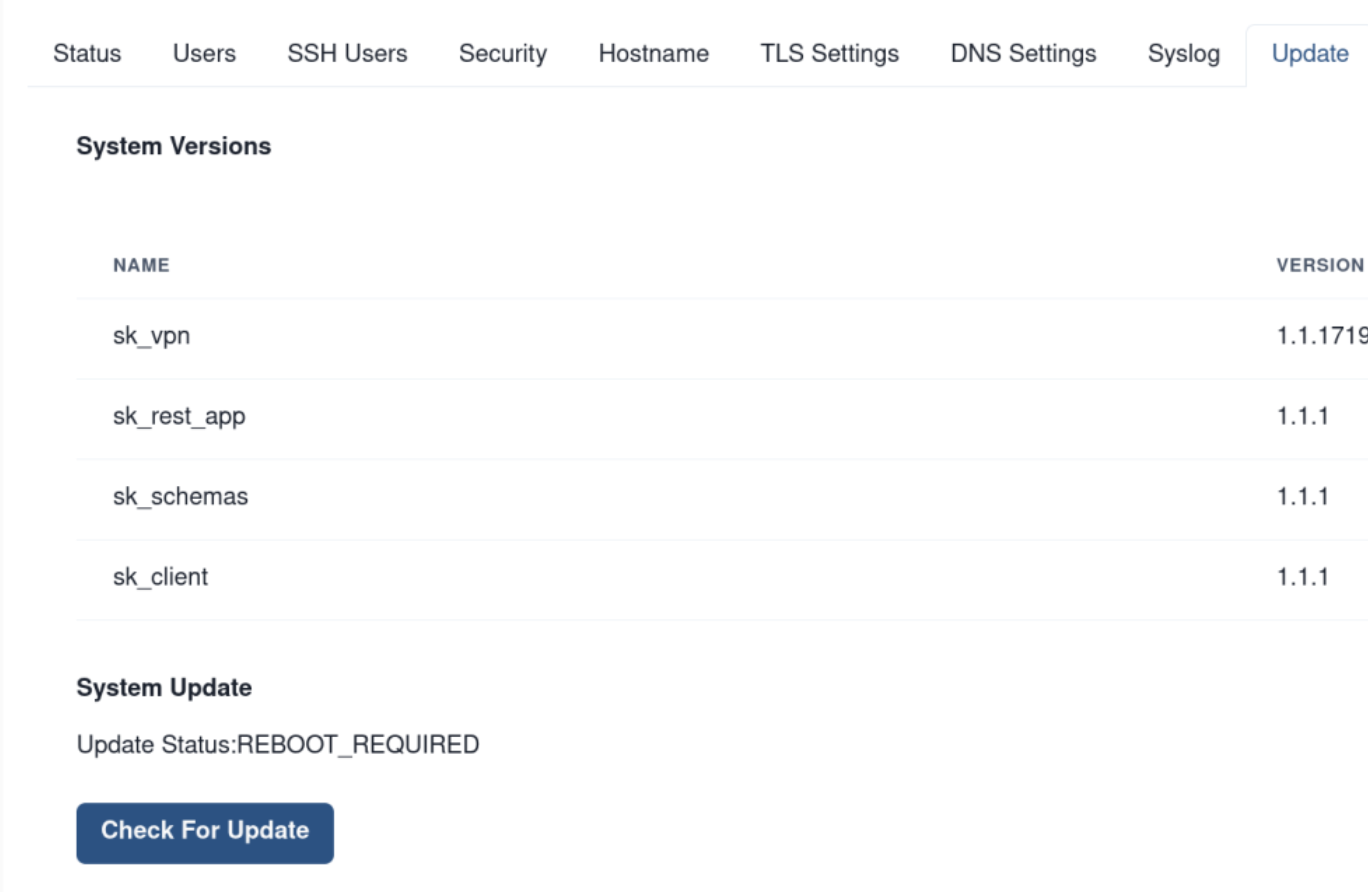 Status Users SSH Users Security Hostname TLS Settings DNS Settings Syslog Update
System Versions
NAME VERSION
sk_vpn 1.1.1719
sk_rest_app 1.1.1
sk_schemas 1.1.1
sk_client 1.1.1
System Update
Update Status:REBOOT_REQUIRED
Check For Update